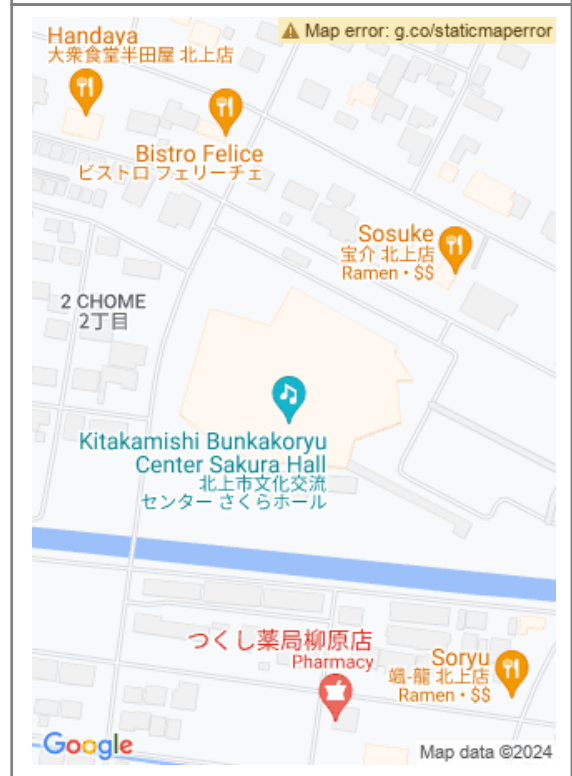 Map error: g.co/staticmaperror
Handaya
大衆食堂半田屋 北上店
Bistro Felice
ビストロ フェリーチェ
Sosuke
宝介 北上店
Ramen・$$
2 CHOME
2丁目
Kitakamishi Bunkakoryu
Center Sakura Hall
北上市文化交流
センター さくらホール
つくし薬局柳原店
Pharmacy
Soryu
颯-龍 北上店
Ramen・$$
Google
Map data ©2024